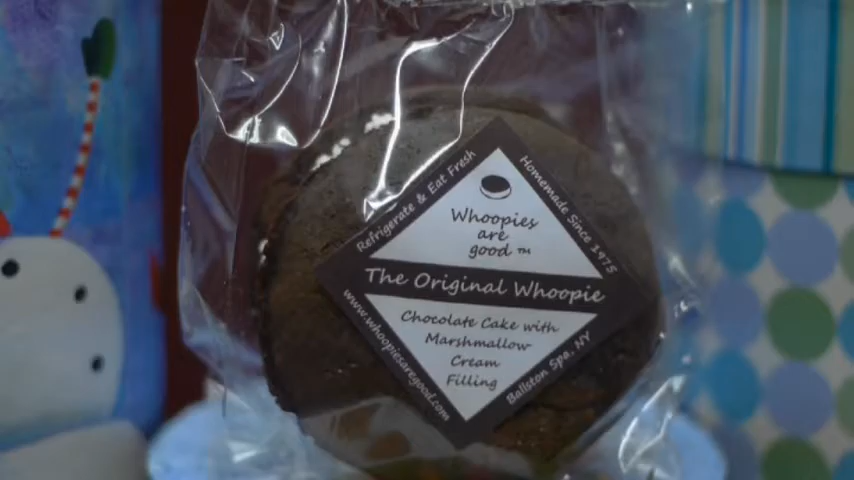 Refrigerate & Eat Fresh
Homemade Since 1975
Whoopies
are
good TM
The Original Whoopie
Chocolate Cake with
Marshmallow
Cream
Filling
www.whoopiesaregood.com
Ballston Spa, NY